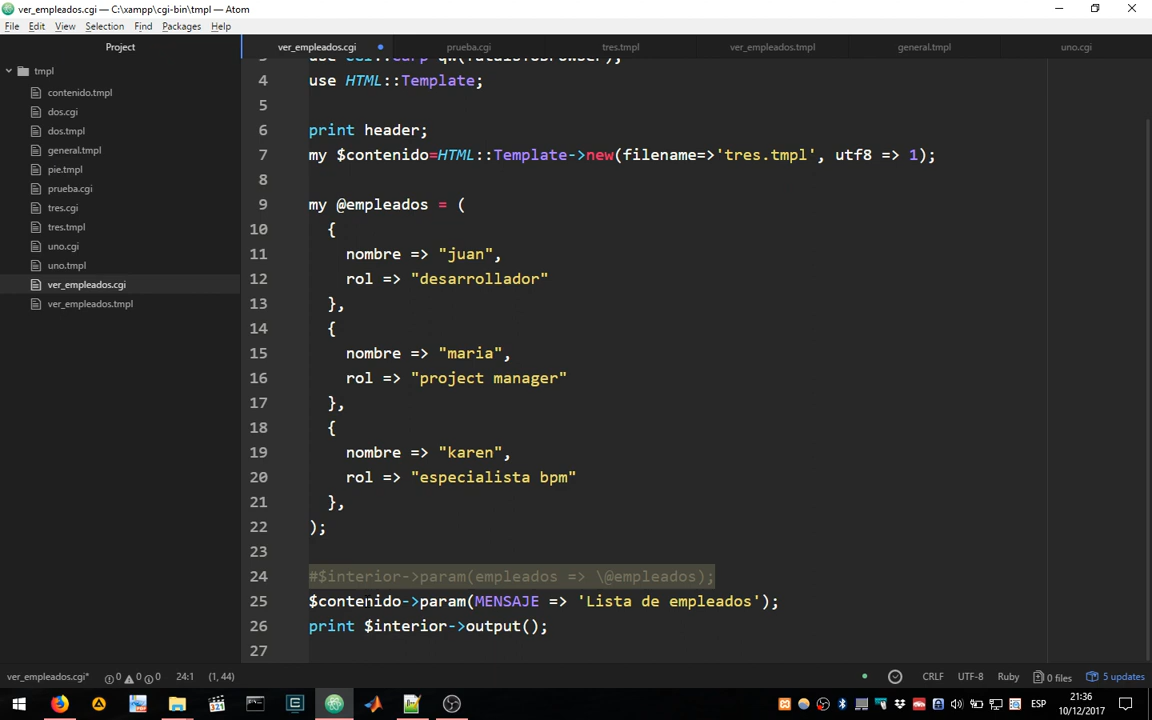 ver_empleados.cgi — C:\xampp\cgi-bin\tmpl — Atom
File Edit View Selection Find Packages Help
Project
ver_empleados.cgi prueba.cgi tres.tmpl ver_empleados.tmpl general.tmpl uno.cgi
tmpl
contenido.tmpl
dos.cgi
dos.tmpl
general.tmpl
pie.tmpl
prueba.cgi
tres.cgi
tres.tmpl
uno.cgi
uno.tmpl
ver_empleados.cgi
ver_empleados.tmpl
4 use HTML::Template;
5
6 print header;
7 my $contenido=HTML::Template->new(filename=>'tres.tmpl', utf8 => 1);
8
9 my @empleados = (
10 {
11 nombre => "juan",
12 rol => "desarrollador"
13 },
14 {
15 nombre => "maria",
16 rol => "project manager"
17 },
18 {
19 nombre => "karen",
20 rol => "especialista bpm"
21 },
22 );
23
24 #$interior->param(empleados => \@empleados);
25 $contenido->param(MENSAJE => 'Lista de empleados');
26 print $interior->output();
27
ver_empleados.cgi* 0 0 0 24:1 (1, 44) CRLF UTF-8 Ruby 0 files 5 updates
ESP 21:36
10/12/2017